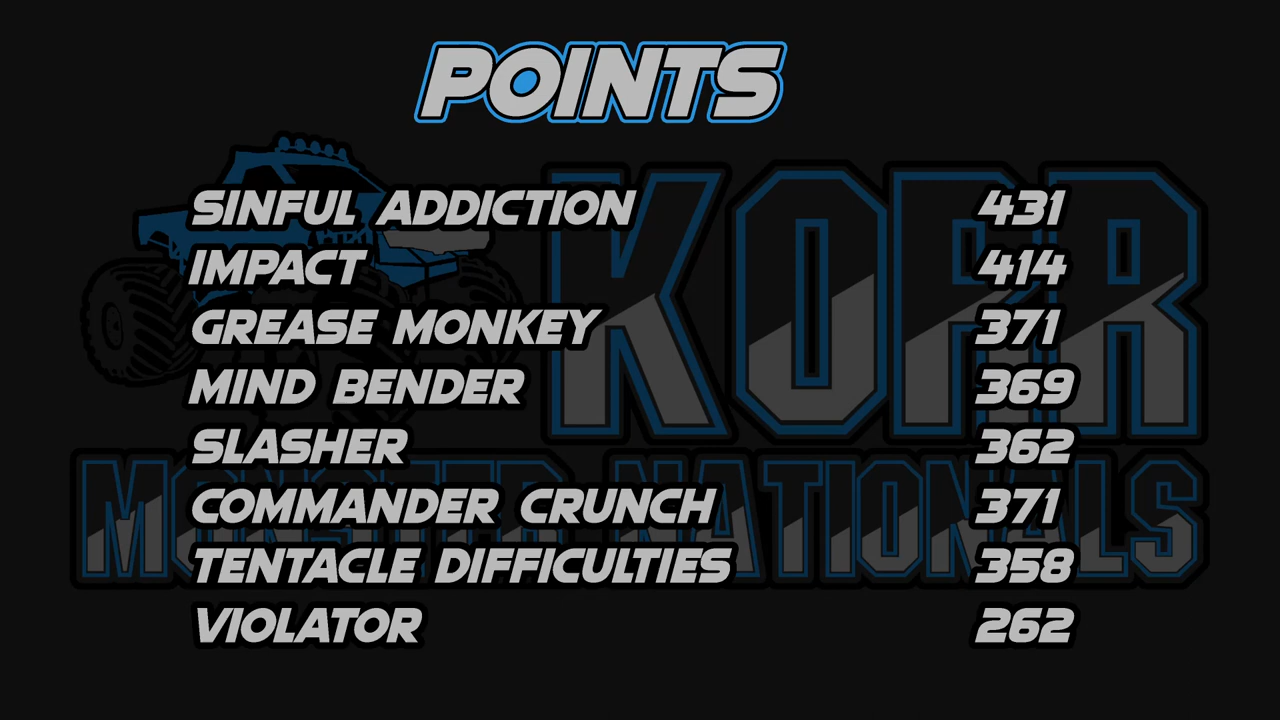 POINTS
SINFUL ADDICTION 431
IMPACT 414
GREASE MONKEY 371
MIND BENDER 369
SLASHER 362
COMMANDER CRUNCH 371
TENTACLE DIFFICULTIES 358
VIOLATOR 262
KOPR
MONSTER NATIONALS